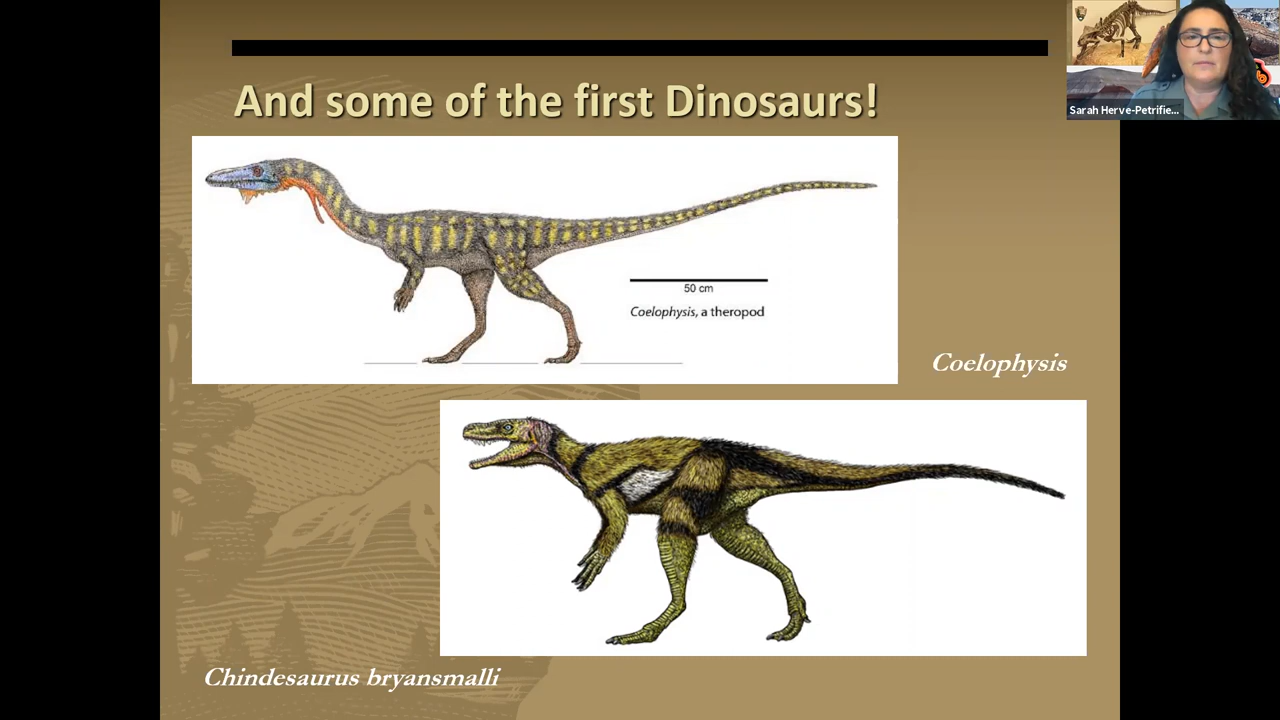 And some of the first Dinosaurs!
Sarah Herve-Petrifie...
50 cm
Coelophysis, a theropod
Coelophysis
Chindesaurus bryansmalli